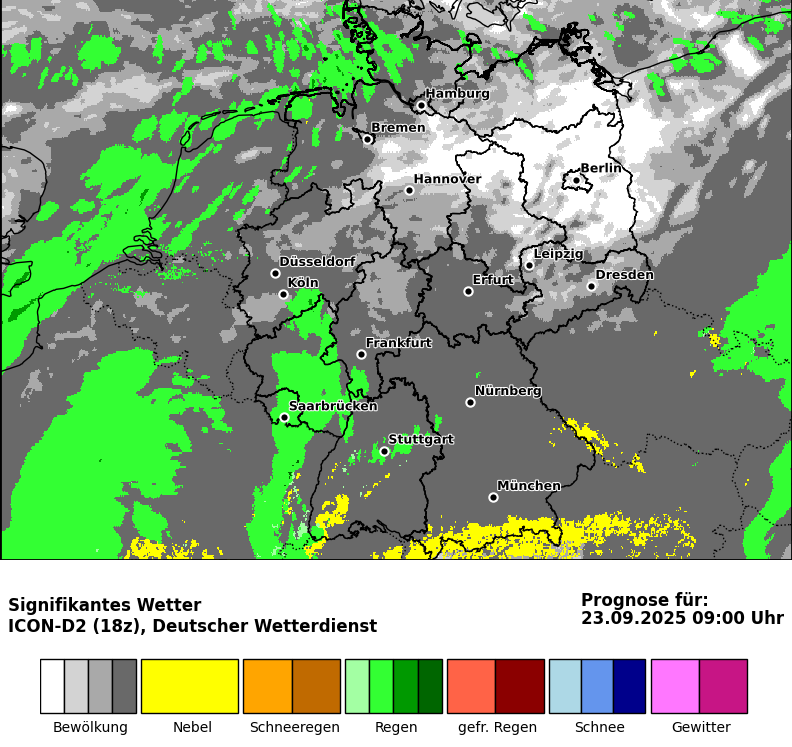 Hamburg
Bremen
Berlin
Hannover
Leipzig
Düsseldorf
Dresden
Köln
Erfurt
Frankfurt
Nürnberg
Saarbrücken
Stuttgart
München
Signifikantes Wetter
ICON-D2 (18z), Deutscher Wetterdienst
Prognose für:
23.09.2025 09:00 Uhr
Bewölkung Nebel Schneeregen Regen gefr. Regen Schnee Gewitter